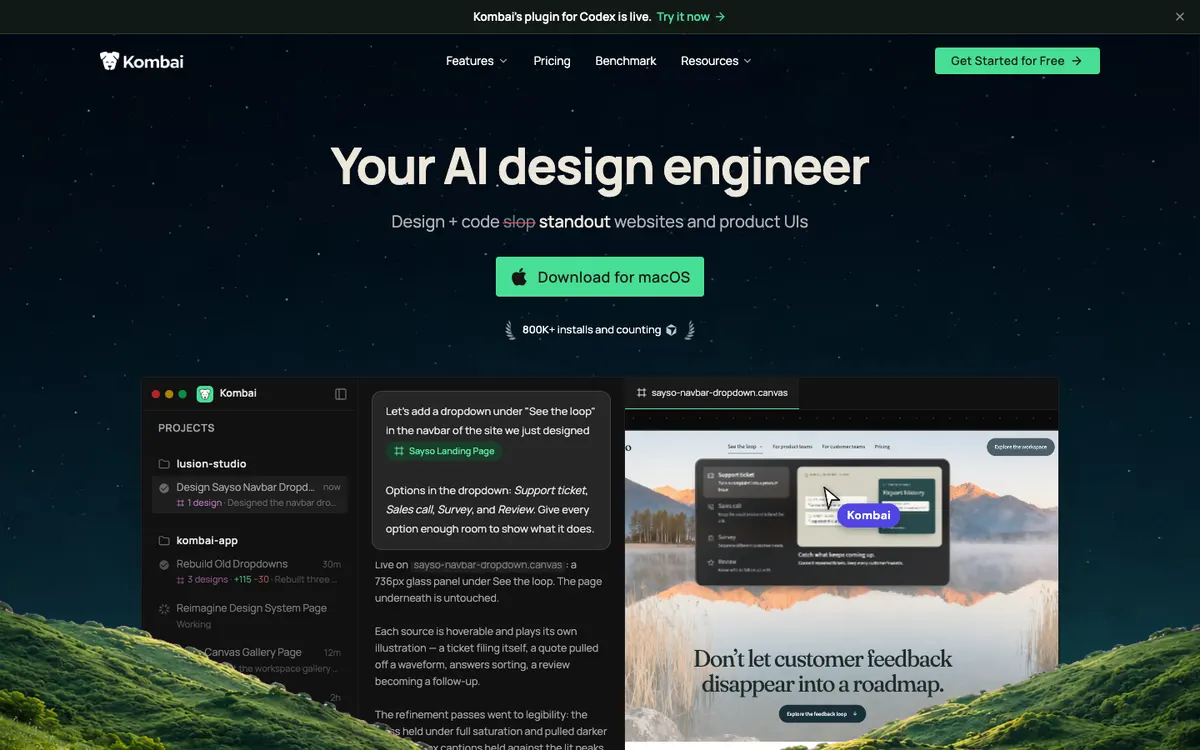 Kombai's plugin for Codex is live. Try it now →
Kombai
Features
Pricing
Benchmark
Resources
Get Started for Free →
Your AI design engineer
Design + code slop standout websites and product UIs
Download for macOS
800K+ installs and counting
Kombai
PROJECTS
lusion-studio
Design Sayso Navbar Dropd... now
1 design · Designed the navbar dro...
kombai-app
Rebuild Old Dropdowns 30m
3 designs · +115 −30 · Rebuilt three ...
Reimagine Design System Page
Working
Canvas Gallery Page 12m
the workspace gallery ...
2h
Let's add a dropdown under "See the loop"
in the navbar of the site we just designed
Sayso Landing Page
Options in the dropdown: Support ticket,
Sales call, Survey, and Review. Give every
option enough room to show what it does.
Live on sayso-navbar-dropdown.canvas : a
736px glass panel under See the loop. The page
underneath is untouched.
Each source is hoverable and plays its own
illustration — a ticket filing itself, a quote pulled
off a waveform, answers sorting, a review
becoming a follow-up.
The refinement passes went to legibility: the
held under full saturation and pulled darker
captions held against the lit peaks
sayso-navbar-dropdown.canvas
See the loop
For product teams
For customer teams
Pricing
Explore the workspace
Support ticket
Sales call
Survey
Review
Catch what keeps coming up.
Kombai
Don't let customer feedback
disappear into a roadmap.
Explore the feedback loop